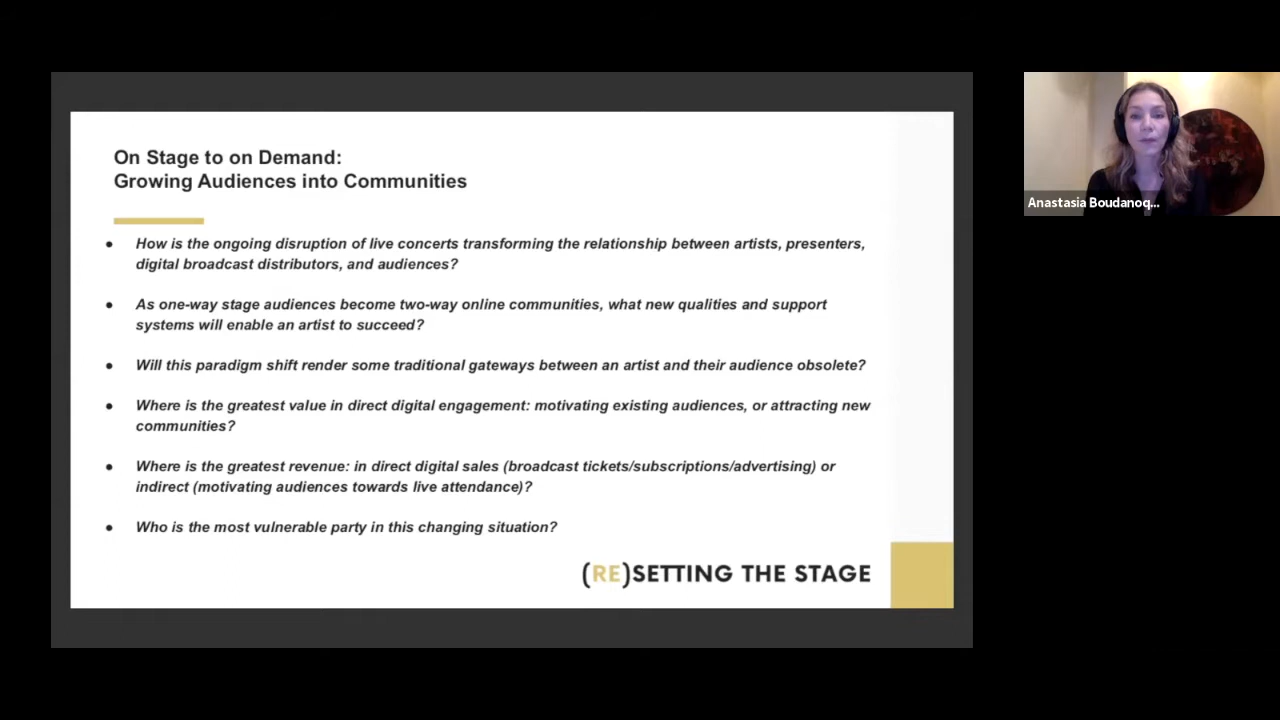 On Stage to on Demand:
Growing Audiences into Communities
● How is the ongoing disruption of live concerts transforming the relationship between artists, presenters,
digital broadcast distributors, and audiences?
● As one-way stage audiences become two-way online communities, what new qualities and support
systems will enable an artist to succeed?
● Will this paradigm shift render some traditional gateways between an artist and their audience obsolete?
● Where is the greatest value in direct digital engagement: motivating existing audiences, or attracting new
communities?
● Where is the greatest revenue: in direct digital sales (broadcast tickets/subscriptions/advertising) or
indirect (motivating audiences towards live attendance)?
● Who is the most vulnerable party in this changing situation?
(RE)SETTING THE STAGE
Anastasia Boudanoq...